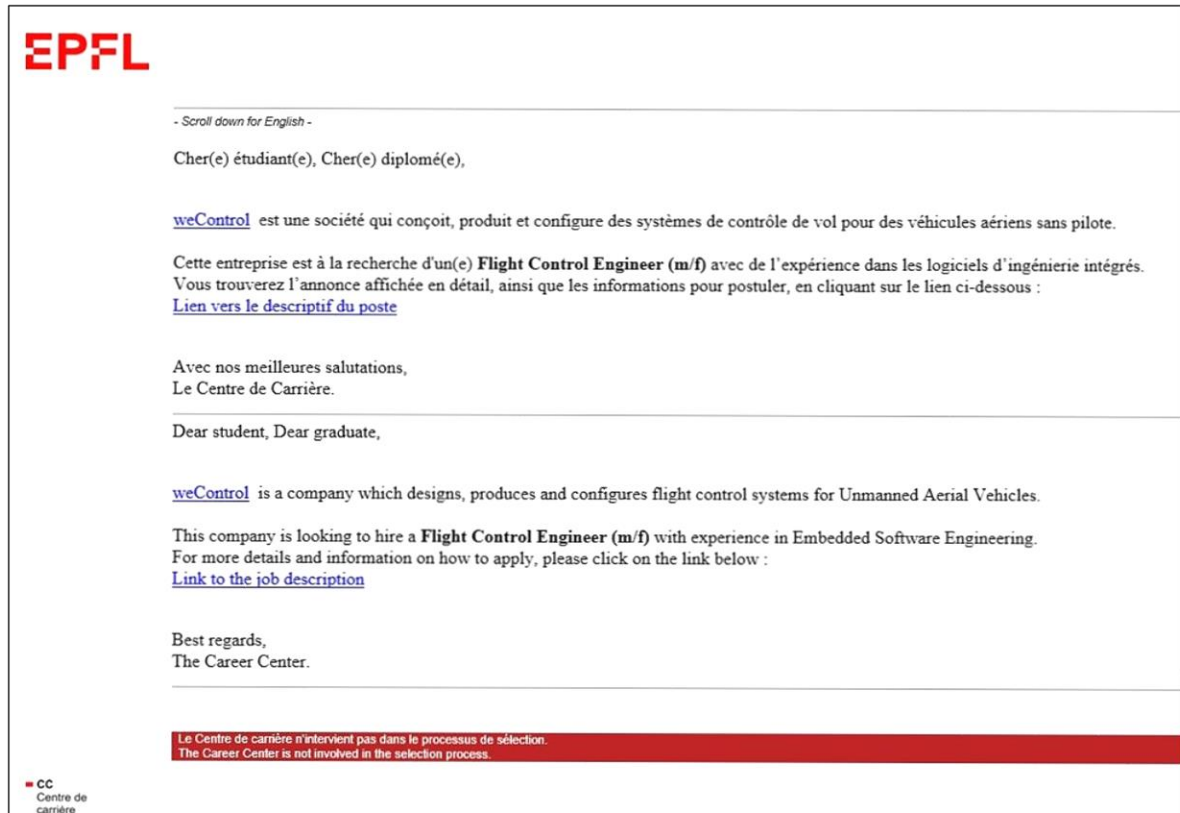 EPFL
- Scroll down for English -
Cher(e) étudiant(e), Cher(e) diplomé(e),
weControl est une société qui conçoit, produit et configure des systèmes de contrôle de vol pour des véhicules aériens sans pilote.
Cette entreprise est à la recherche d'un(e) Flight Control Engineer (m/f) avec de l'expérience dans les logiciels d'ingénierie intégrés.
Vous trouverez l'annonce affichée en détail, ainsi que les informations pour postuler, en cliquant sur le lien ci-dessous :
Lien vers le descriptif du poste
Avec nos meilleures salutations,
Le Centre de Carrière.
Dear student, Dear graduate,
weControl is a company which designs, produces and configures flight control systems for Unmanned Aerial Vehicles.
This company is looking to hire a Flight Control Engineer (m/f) with experience in Embedded Software Engineering.
For more details and information on how to apply, please click on the link below :
Link to the job description
Best regards,
The Career Center.
Le Centre de carrière n'intervient pas dans le processus de sélection.
The Career Center is not involved in the selection process.
CC
Centre de
carrière